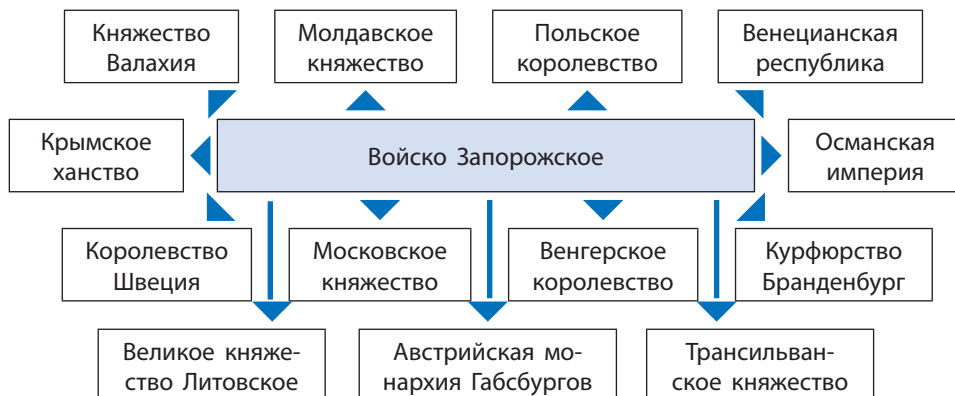 Княжество
Валахия
Молдавское
княжество
Польское
королевство
Венецианская
республика
Крымское
ханство
Войско Запорожское
Османская
империя
Королевство
Швеция
Московское
княжество
Венгерское
королевство
Курфюрство
Бранденбург
Великое княже-
ство Литовское
Австрийская мо-
нархия Габсбургов
Трансильван-
ское княжество